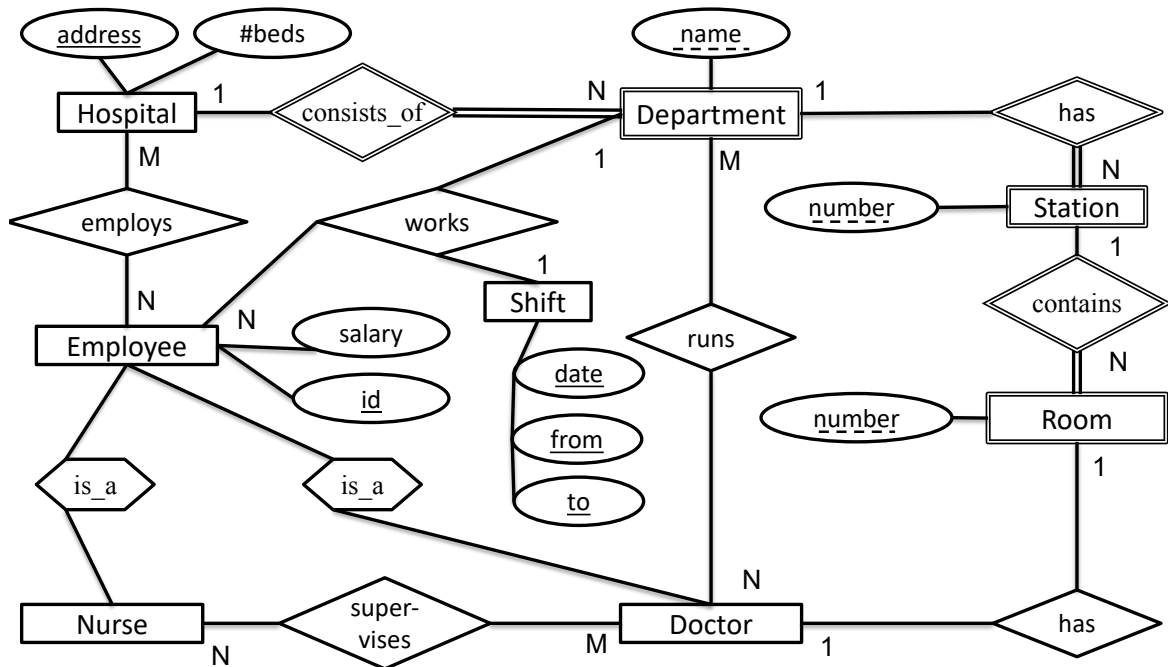 address
#beds
name
Hospital
1
consists_of
N
Department
1
has
M
1
M
N
employs
works
number
Station
1
1
Shift
contains
N
N
salary
runs
N
Employee
date
id
number
Room
from
1
is_a
is_a
to
N
super-
vises
Nurse
N
M
Doctor
1
has